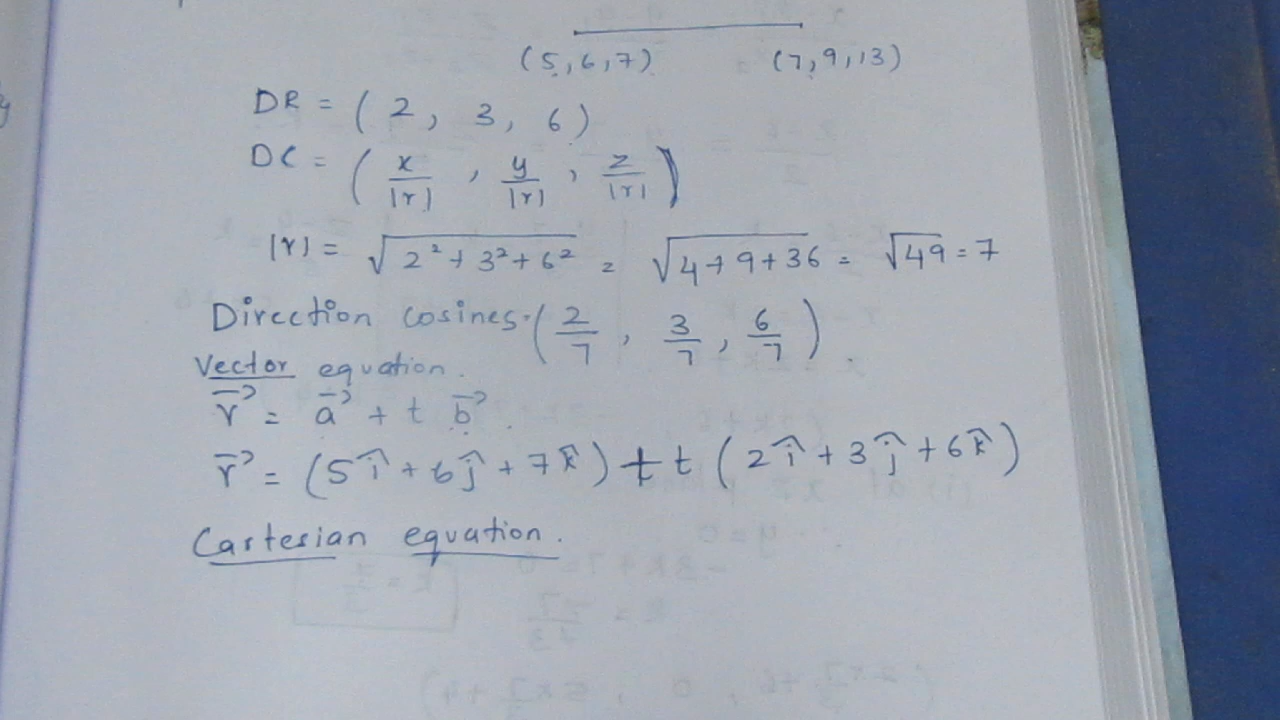 (5,6,7) (7,9,13)
DR = (2, 3, 6)
DC = (x/|r|, y/|r|, z/|r|)
|r| = √2²+3²+6² = √4+9+36 = √49 = 7
Direction cosines. (2/7, 3/7, 6/7).
Vector equation.
r⃗ = a⃗ + t b⃗.
r⃗ = (5î + 6ĵ + 7k̂) + t (2î + 3ĵ + 6k̂)
Cartesian equation.